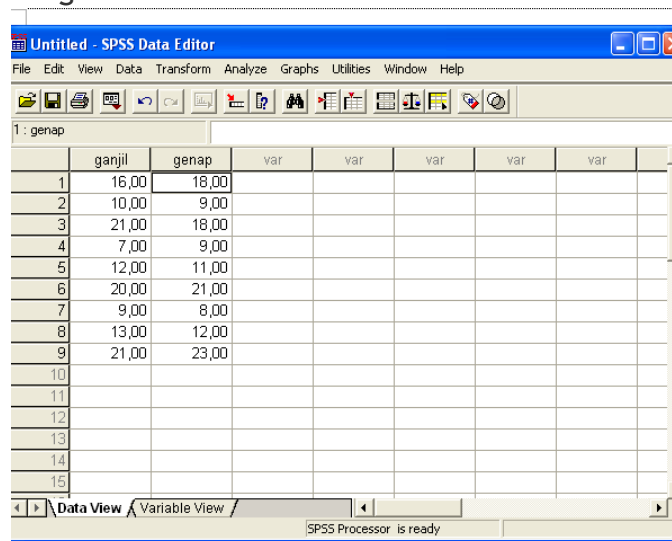 Untitled - SPSS Data Editor
File Edit View Data Transform Analyze Graphs Utilities Window Help
1 : genap
ganjil genap var var var var var
1 16,00 18,00
2 10,00 9,00
3 21,00 18,00
4 7,00 9,00
5 12,00 11,00
6 20,00 21,00
7 9,00 8,00
8 13,00 12,00
9 21,00 23,00
10
11
12
13
14
15
Data View Variable View
SPSS Processor is ready